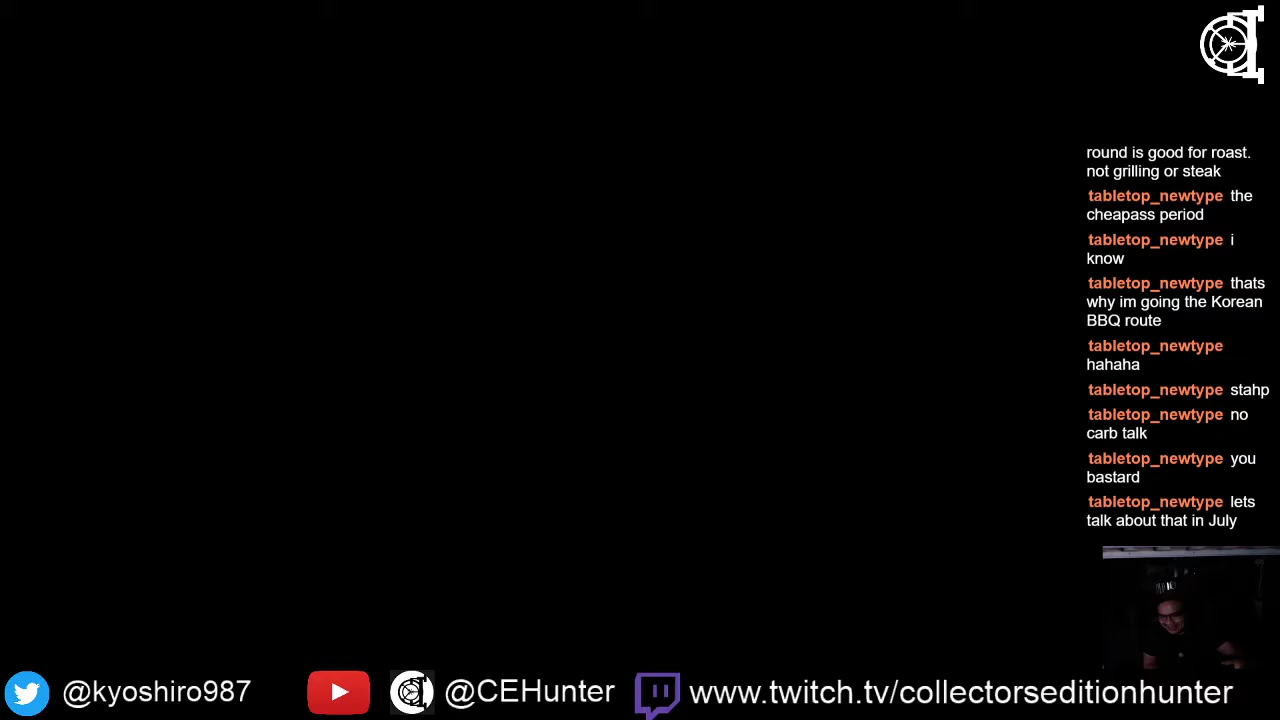 round is good for roast.
not grilling or steak
tabletop_newtype the
cheapass period
tabletop_newtype i
know
tabletop_newtype thats
why im going the Korean
BBQ route
tabletop_newtype
hahaha
tabletop_newtype stahp
tabletop_newtype no
carb talk
tabletop_newtype you
bastard
tabletop_newtype lets
talk about that in July
@kyoshiro987 @CEHunter www.twitch.tv/collectorseditionhunter